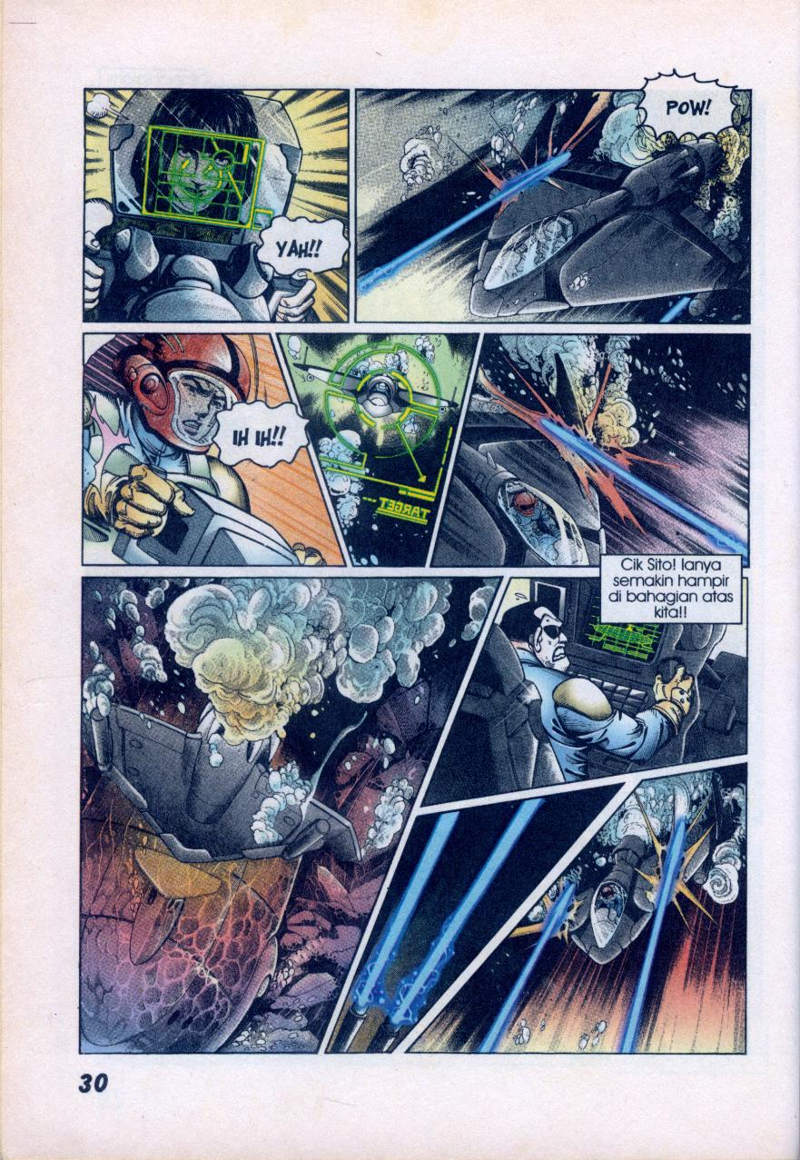 POW!
YAH!!
IH IH!!
TARGET
Cik Sito! Ianya
semakin hampir
di bahagian atas
kita!!
30